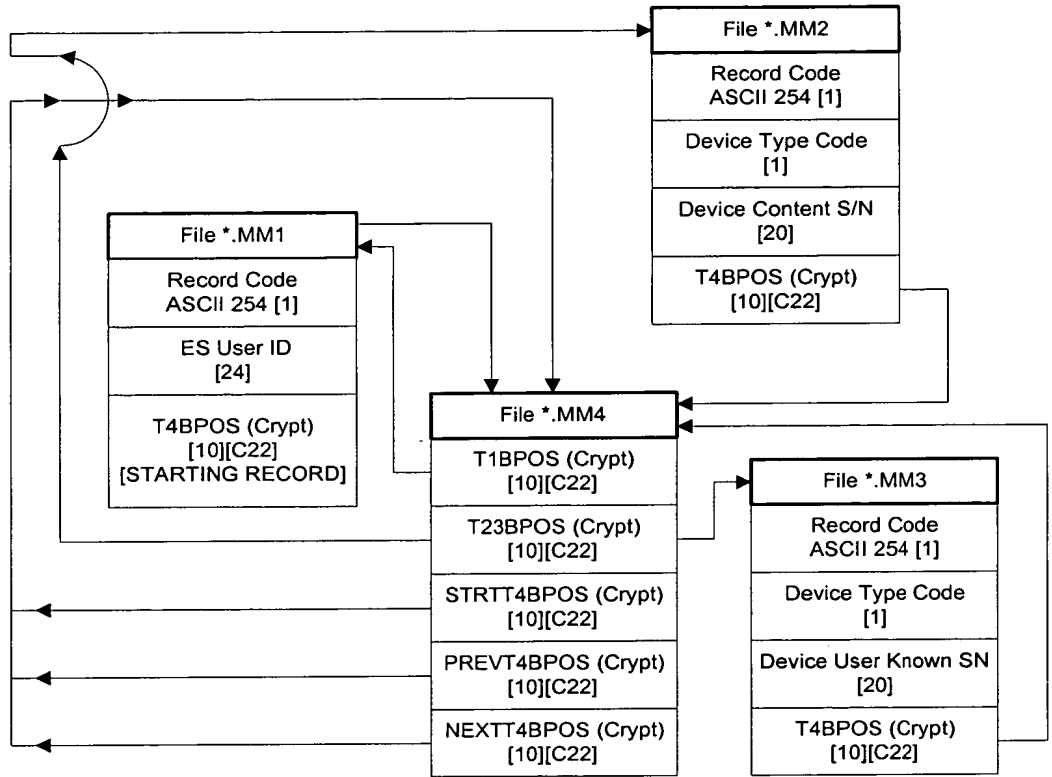 File *.MM2
Record Code
ASCII 254 [1]
Device Type Code
[1]
Device Content S/N
[20]
T4BPOS (Crypt)
[10][C22]
File *.MM1
Record Code
ASCII 254 [1]
ES User ID
[24]
T4BPOS (Crypt)
[10][C22]
[STARTING RECORD]
File *.MM4
T1BPOS (Crypt)
[10][C22]
T23BPOS (Crypt)
[10][C22]
STRTT4BPOS (Crypt)
[10][C22]
PREVT4BPOS (Crypt)
[10][C22]
NEXTT4BPOS (Crypt)
[10][C22]
File *.MM3
Record Code
ASCII 254 [1]
Device Type Code
[1]
Device User Known SN
[20]
T4BPOS (Crypt)
[10][C22]